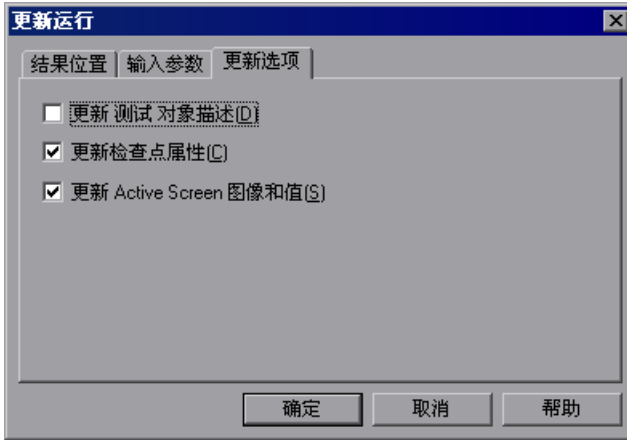 更新运行
结果位置 输入参数 更新选项
更新 测试 对象描述(D)
更新检查点属性(C)
更新 Active Screen 图像和值(S)
确定 取消 帮助